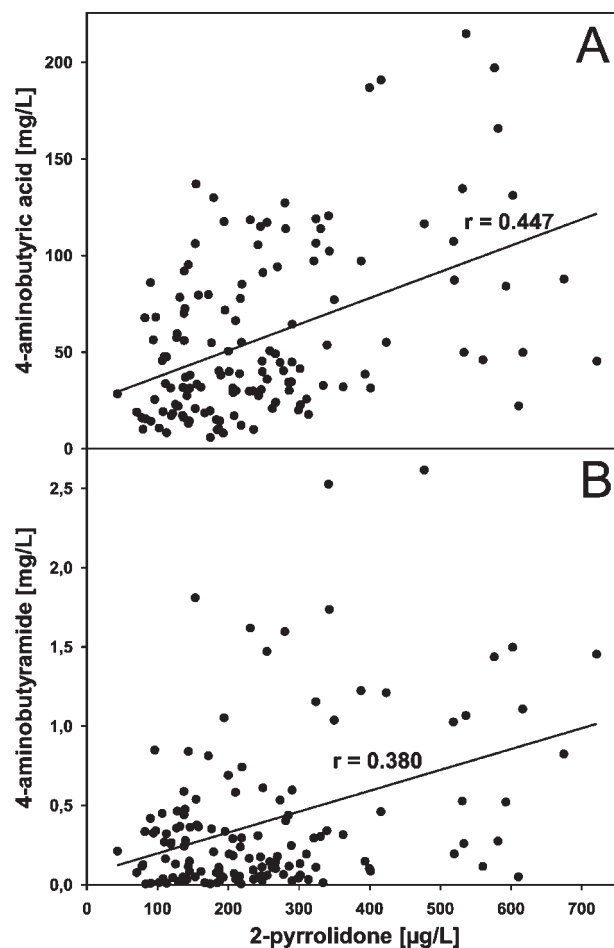 A
4-aminobutyric acid [mg/L]
200
150
r = 0.447
100
50
0
B
4-aminobutyramide [mg/L]
2,5
2,0
1,5
1,0
r = 0.380
0,5
0,0
0 100 200 300 400 500 600 700
2-pyrrolidone [µg/L]